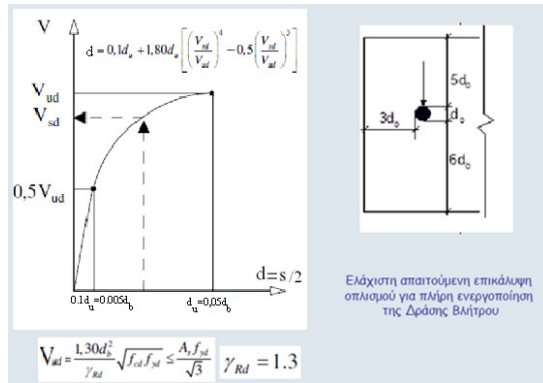 V
d = 0,1d_u + 1,80d_u [(V_sd/V_ud)^4 − 0,5(V_sd/V_ud)^3]
V_ud
V_sd
0,5V_ud
d=s/2
0.1d_u=0.005d_b
d_u=0,05d_b
V_ud = 1,30d_b^2/γ_Rd √(f_cd f_yd) ≤ A_s f_yd/√3
γ_Rd = 1.3
5d_b
3d_b
d_b
6d_b
Ελάχιστη απαιτούμενη επικάλυψη
οπλισμού για πλήρη ενεργοποίηση
της Δράσης Βλήτρου